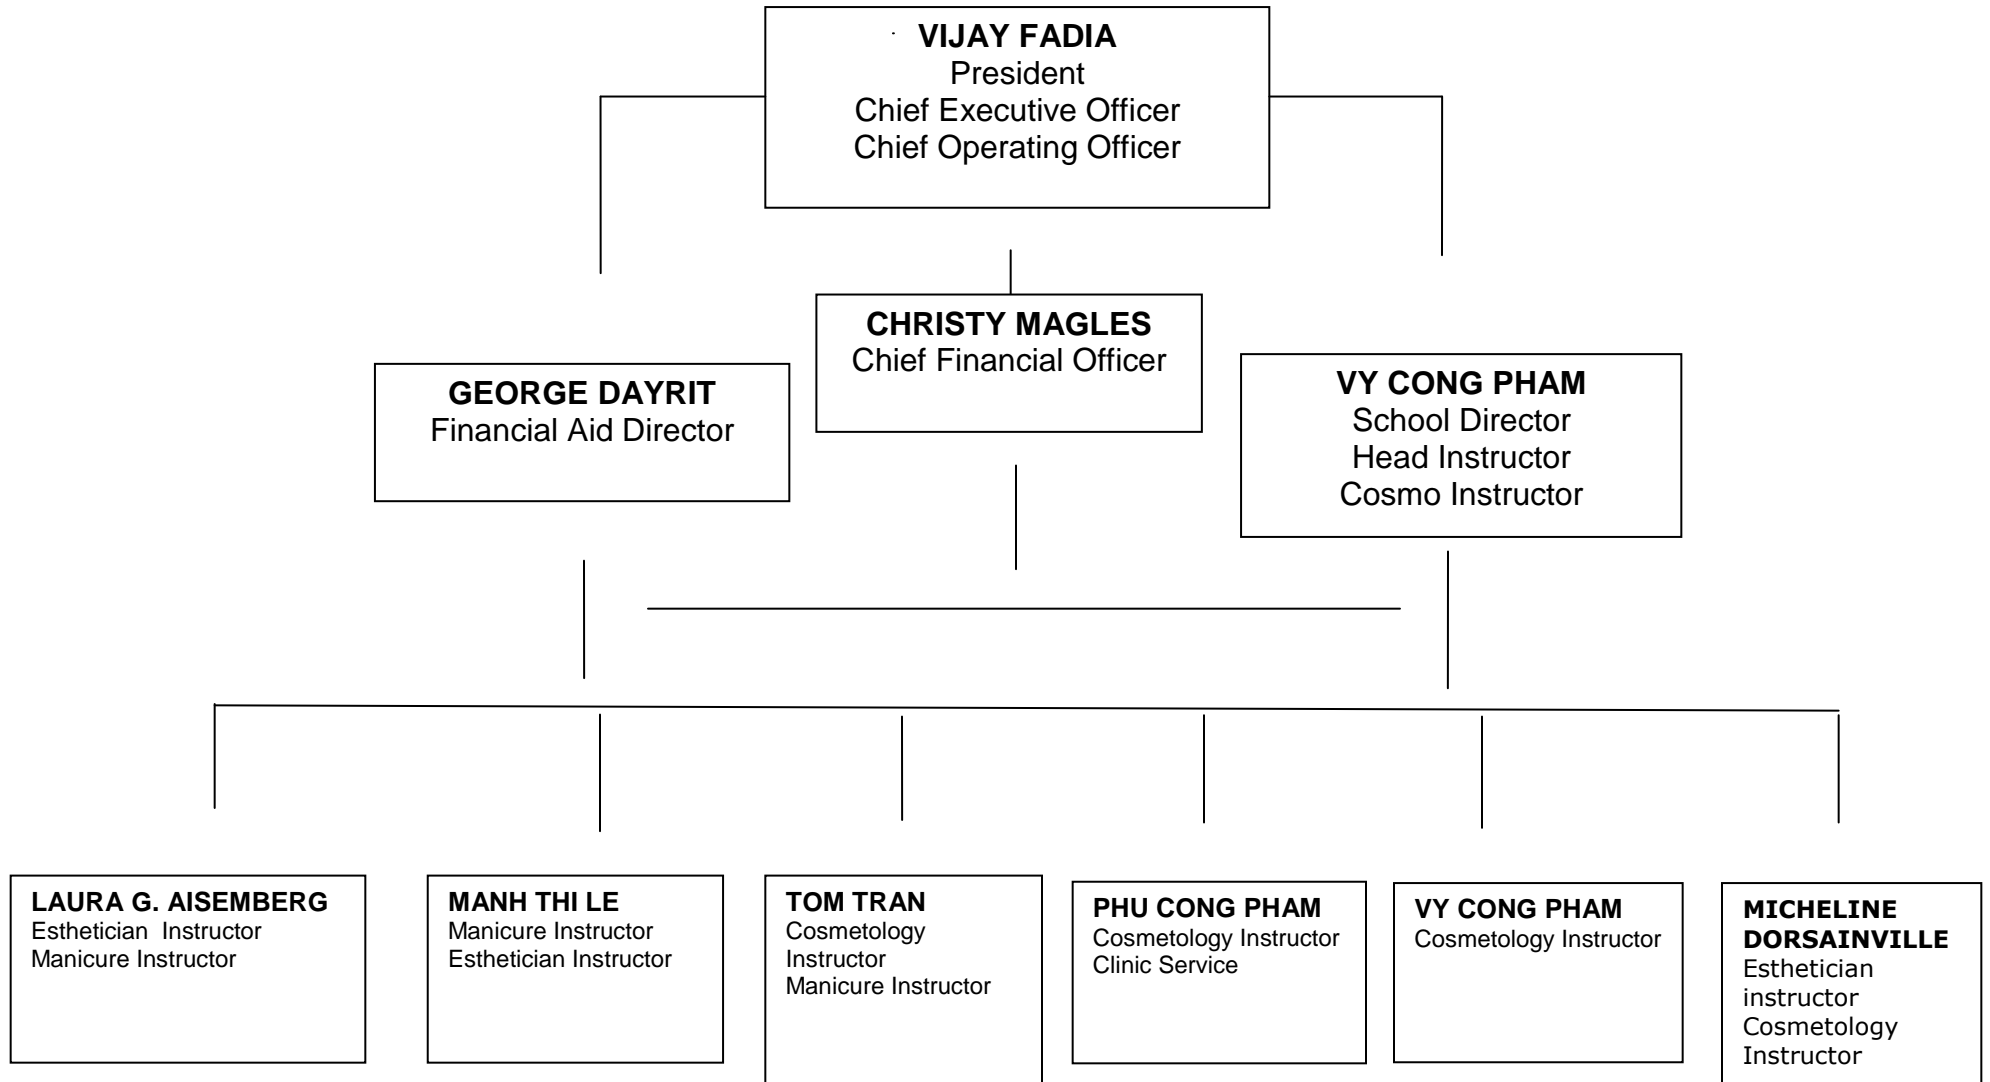 VIJAY FADIA
President
Chief Executive Officer
Chief Operating Officer
CHRISTY MAGLES
Chief Financial Officer
GEORGE DAYRIT
Financial Aid Director
VY CONG PHAM
School Director
Head Instructor
Cosmo Instructor
LAURA G. AISEMBERG
Esthetician Instructor
Manicure Instructor
MANH THI LE
Manicure Instructor
Esthetician Instructor
TOM TRAN
Cosmetology
Instructor
Manicure Instructor
PHU CONG PHAM
Cosmetology Instructor
Clinic Service
VY CONG PHAM
Cosmetology Instructor
MICHELINE
DORSAINVILLE
Esthetician
instructor
Cosmetology
Instructor